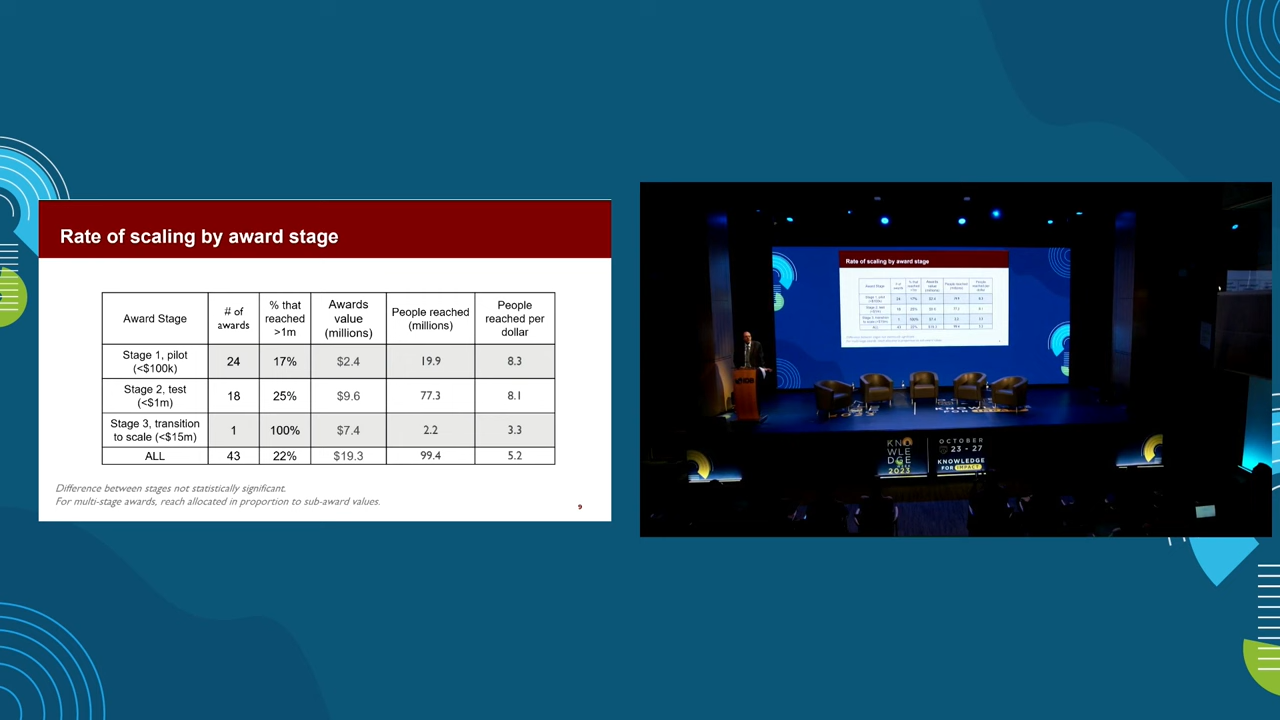 Rate of scaling by award stage
Award Stage
# of
awards
% that
reached
>1m
Awards
value
(millions)
People reached
(millions)
People
reached per
dollar
Stage 1, pilot
(<$100k)
24
17%
$2.4
19.9
8.3
Stage 2, test
(<$1m)
18
25%
$9.6
77.3
8.1
Stage 3, transition
to scale (<$15m)
1
100%
$7.4
2.2
3.3
ALL
43
22%
$19.3
99.4
5.2
Difference between stages not statistically significant.
For multi-stage awards, reach allocated in proportion to sub-award values.
9
Rate of scaling by award stage
KN
WLE
DGE
2023
OCTOBER
23 - 27
KNOWLEDGE
FOR IMPACT